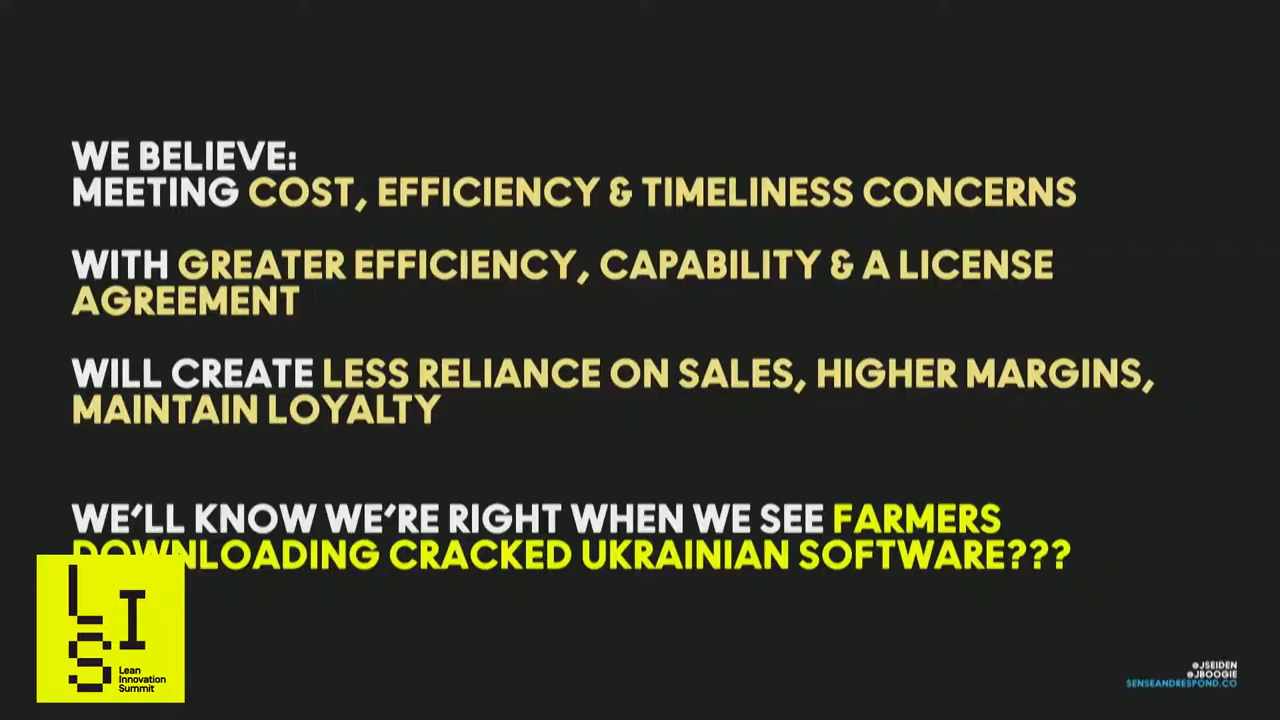 WE BELIEVE:
MEETING COST, EFFICIENCY & TIMELINESS CONCERNS
WITH GREATER EFFICIENCY, CAPABILITY & A LICENSE
AGREEMENT
WILL CREATE LESS RELIANCE ON SALES, HIGHER MARGINS,
MAINTAIN LOYALTY
WE'LL KNOW WE'RE RIGHT WHEN WE SEE FARMERS
DOWNLOADING CRACKED UKRAINIAN SOFTWARE???
LIS
Lean
Innovation
Summit
@JSEIDEN
@JBOOGIE
SENSEANDRESPOND.CO